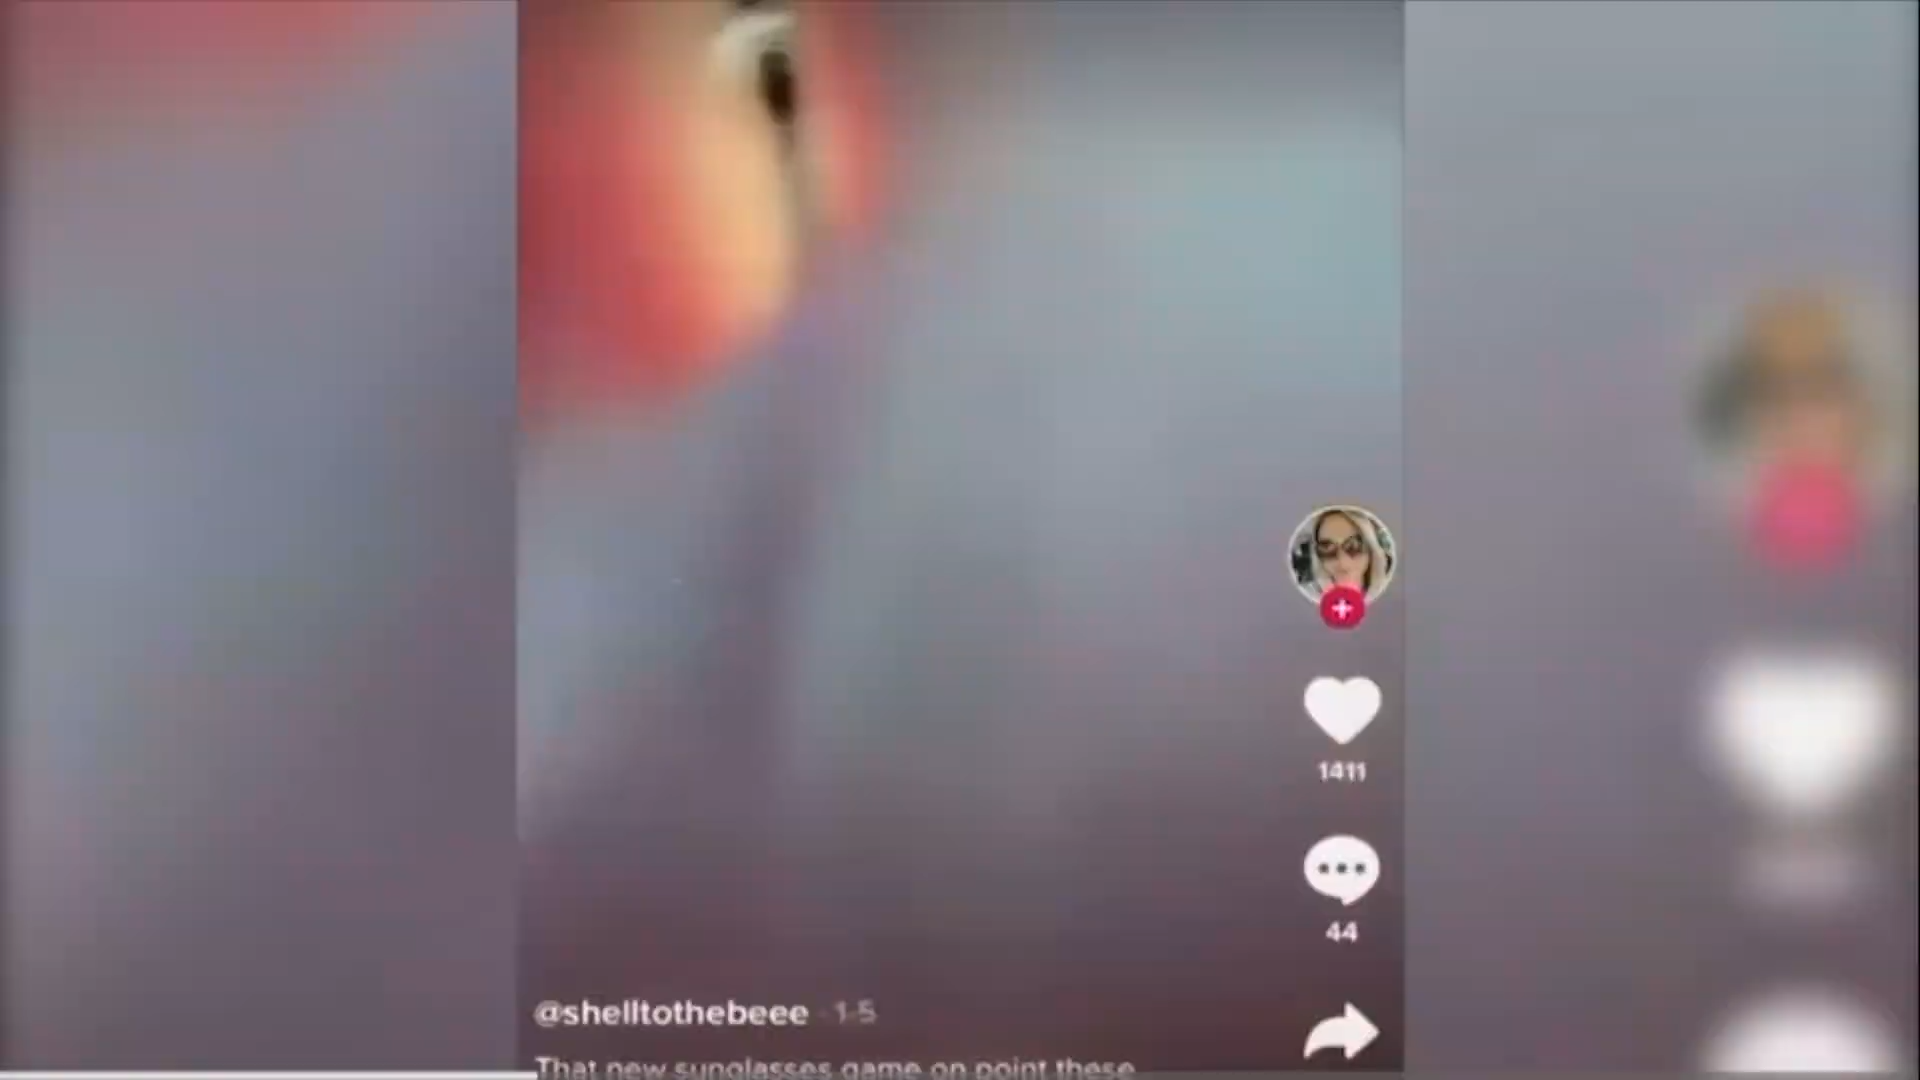 1411
44
@shelltothebeee · 1-5
That new sunglasses game on point these